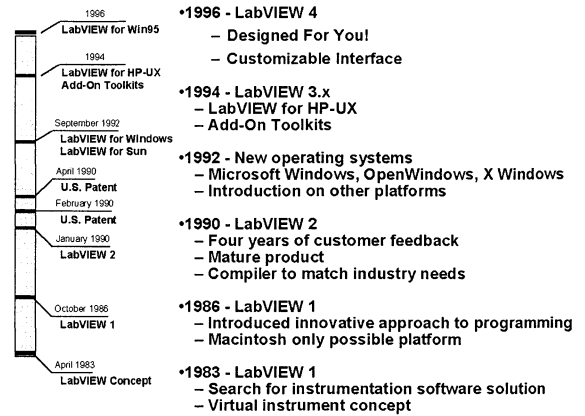 1996
LabVIEW for Win95
1994
LabVIEW for HP-UX
Add-On Toolkits
September 1992
LabVIEW for Windows
LabVIEW for Sun
April 1990
U.S. Patent
February 1990
U.S. Patent
January 1990
LabVIEW 2
October 1986
LabVIEW 1
April 1983
LabVIEW Concept
•1996 - LabVIEW 4
– Designed For You!
– Customizable Interface
•1994 - LabVIEW 3.x
– LabVIEW for HP-UX
– Add-On Toolkits
•1992 - New operating systems
– Microsoft Windows, OpenWindows, X Windows
– Introduction on other platforms
•1990 - LabVIEW 2
– Four years of customer feedback
– Mature product
– Compiler to match industry needs
•1986 - LabVIEW 1
– Introduced innovative approach to programming
– Macintosh only possible platform
•1983 - LabVIEW 1
– Search for instrumentation software solution
– Virtual instrument concept